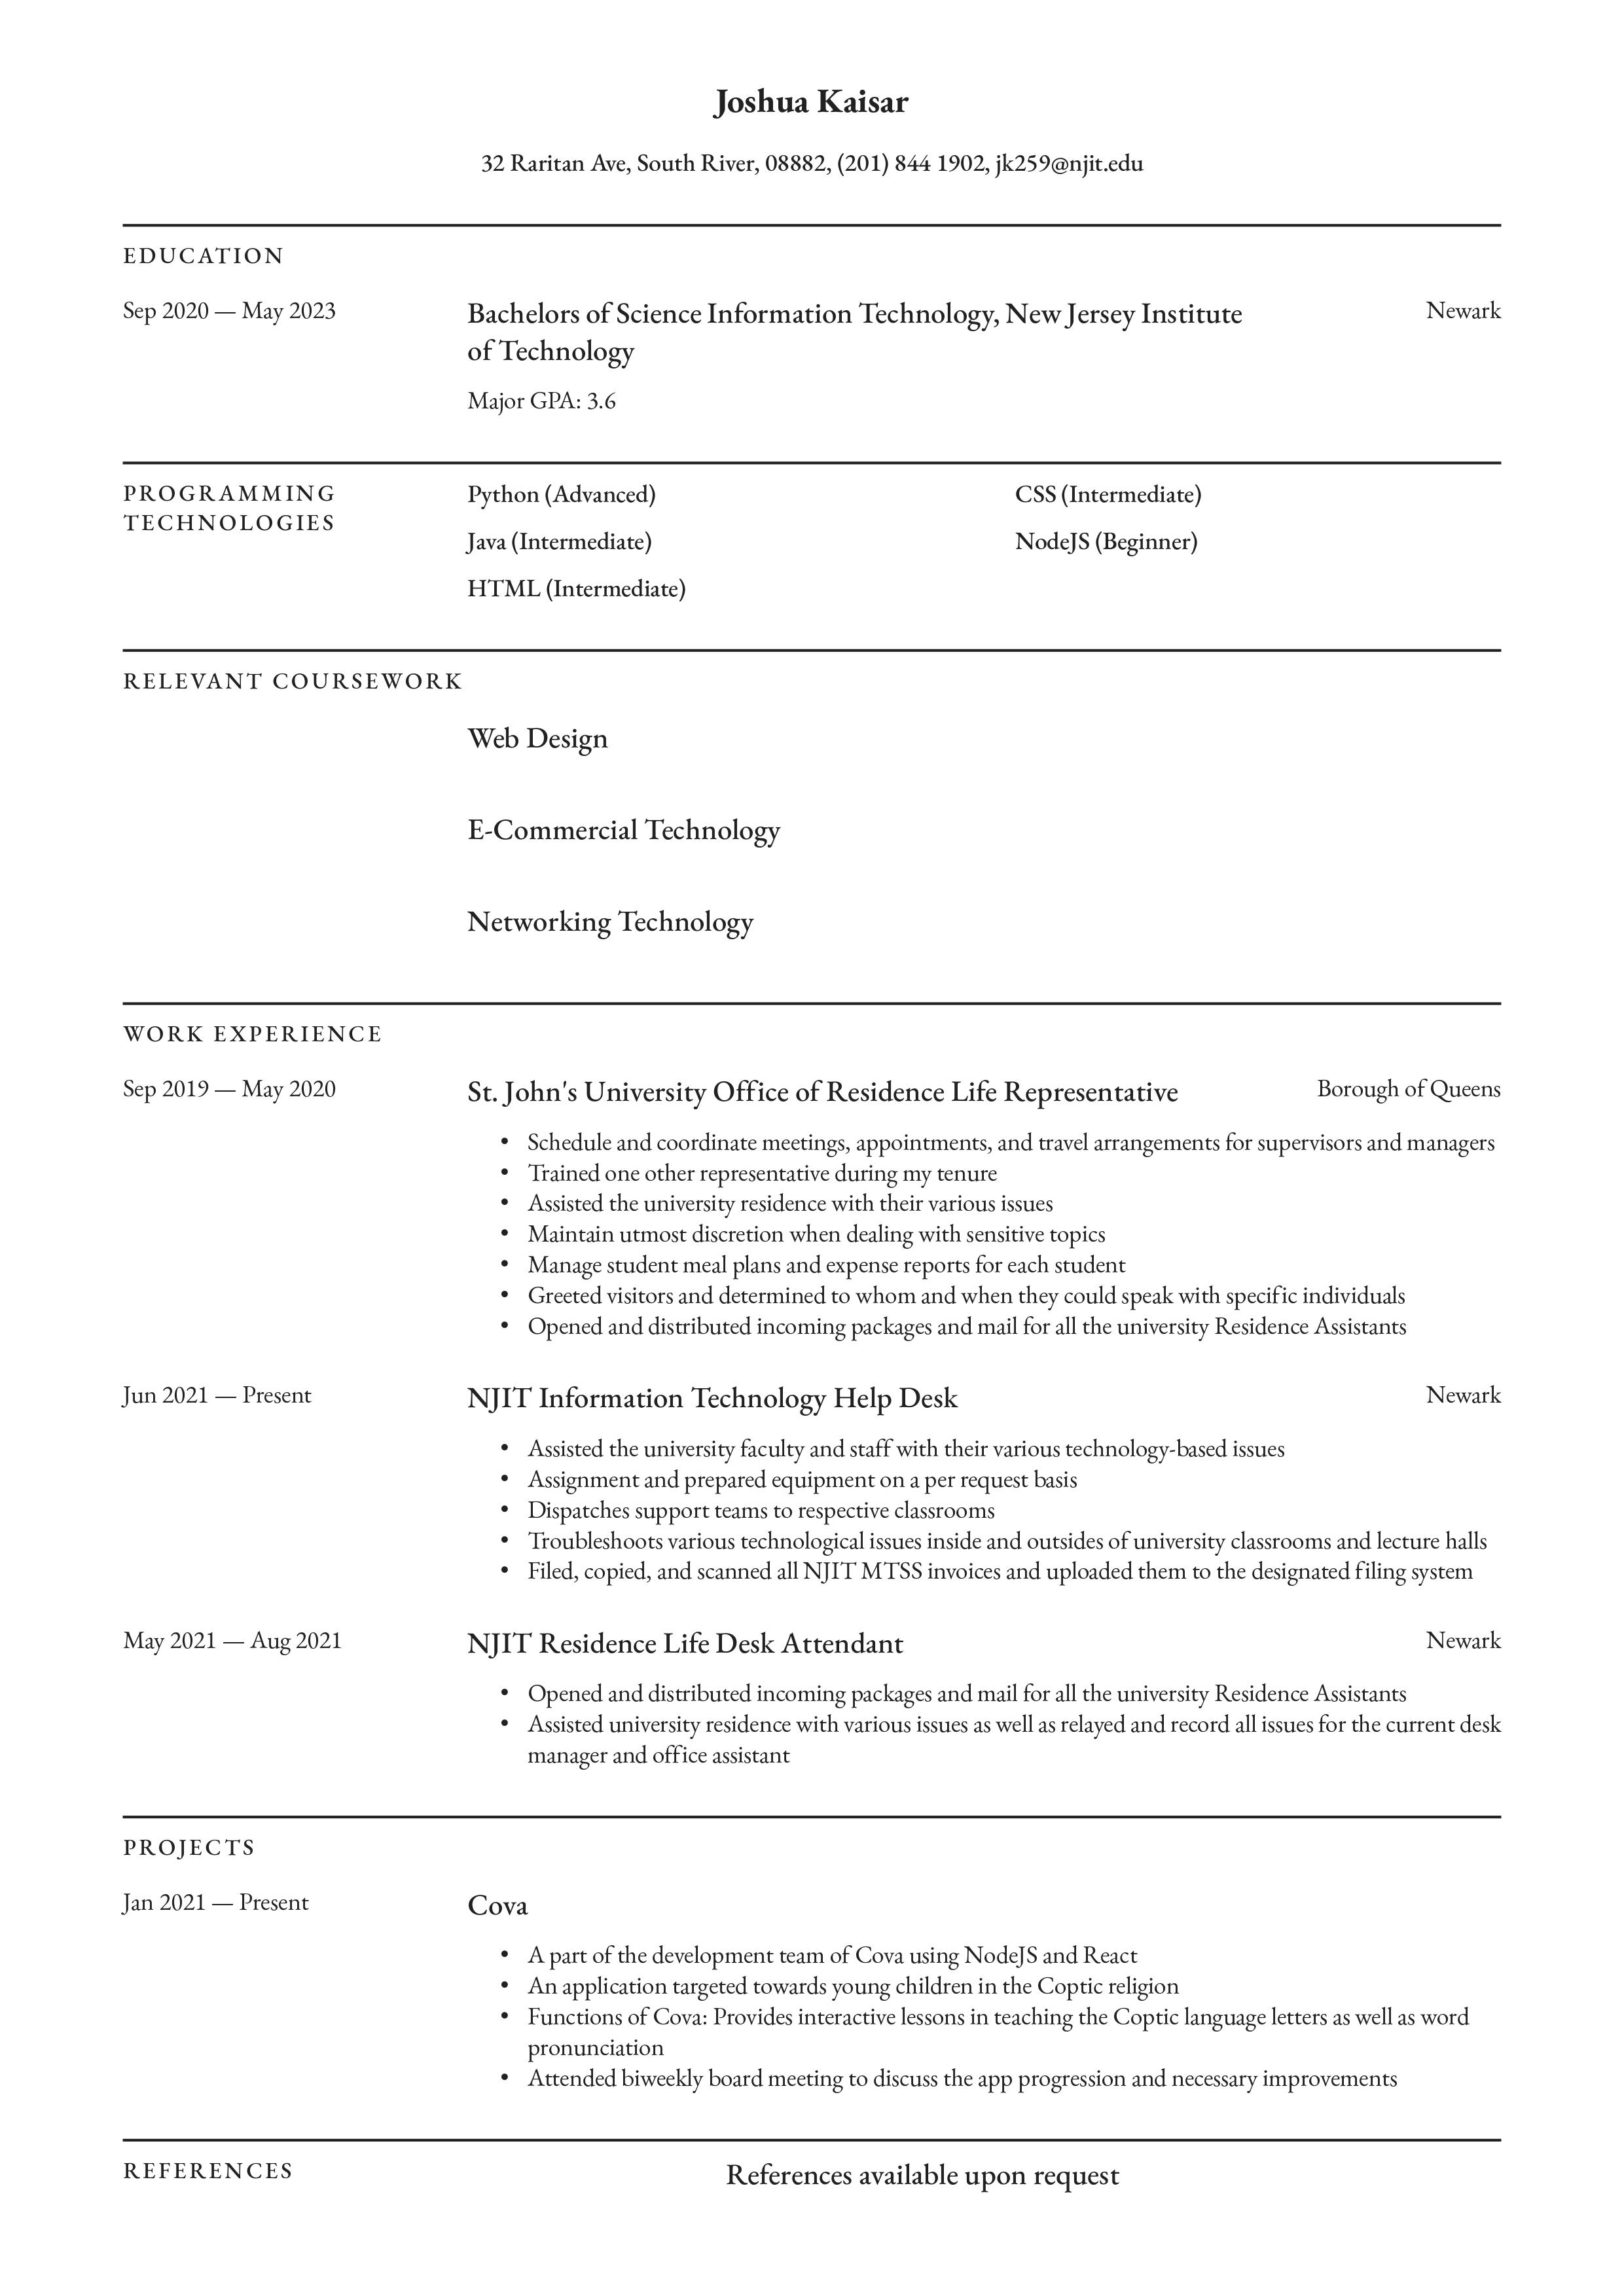 Joshua Kaisar
32 Raritan Ave, South River, 08882, (201) 844 1902, jk259@njit.edu
EDUCATION
Sep 2020 — May 2023
Bachelors of Science Information Technology, New Jersey Institute
of Technology
Newark
Major GPA: 3.6
PROGRAMMING
TECHNOLOGIES
Python (Advanced)
CSS (Intermediate)
Java (Intermediate)
NodeJS (Beginner)
HTML (Intermediate)
RELEVANT COURSEWORK
Web Design
E-Commercial Technology
Networking Technology
WORK EXPERIENCE
Sep 2019 — May 2020
St. John's University Office of Residence Life Representative
Borough of Queens
• Schedule and coordinate meetings, appointments, and travel arrangements for supervisors and managers
• Trained one other representative during my tenure
• Assisted the university residence with their various issues
• Maintain utmost discretion when dealing with sensitive topics
• Manage student meal plans and expense reports for each student
• Greeted visitors and determined to whom and when they could speak with specific individuals
• Opened and distributed incoming packages and mail for all the university Residence Assistants
Jun 2021 — Present
NJIT Information Technology Help Desk
Newark
• Assisted the university faculty and staff with their various technology-based issues
• Assignment and prepared equipment on a per request basis
• Dispatches support teams to respective classrooms
• Troubleshoots various technological issues inside and outsides of university classrooms and lecture halls
• Filed, copied, and scanned all NJIT MTSS invoices and uploaded them to the designated filing system
May 2021 — Aug 2021
NJIT Residence Life Desk Attendant
Newark
• Opened and distributed incoming packages and mail for all the university Residence Assistants
• Assisted university residence with various issues as well as relayed and record all issues for the current desk
manager and office assistant
PROJECTS
Jan 2021 — Present
Cova
• A part of the development team of Cova using NodeJS and React
• An application targeted towards young children in the Coptic religion
• Functions of Cova: Provides interactive lessons in teaching the Coptic language letters as well as word
pronunciation
• Attended biweekly board meeting to discuss the app progression and necessary improvements
REFERENCES
References available upon request